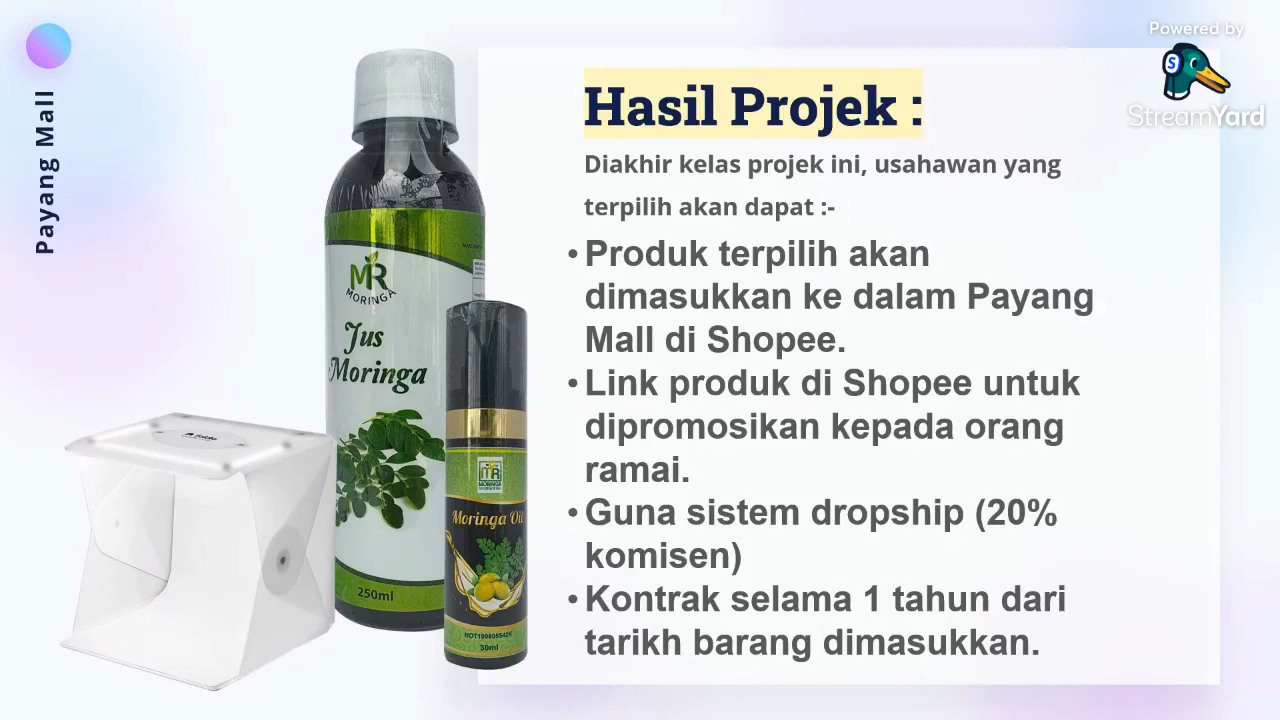 Payang Mall
Powered by
StreamYard
Hasil Projek :
Diakhir kelas projek ini, usahawan yang
terpilih akan dapat :-
•Produk terpilih akan
dimasukkan ke dalam Payang
Mall di Shopee.
•Link produk di Shopee untuk
dipromosikan kepada orang
ramai.
•Guna sistem dropship (20%
komisen)
•Kontrak selama 1 tahun dari
tarikh barang dimasukkan.
MR
MORINGA
Jus
Moringa
250ml
MR
MORINGA
Moringa Oil
NOT199805542K
30ml